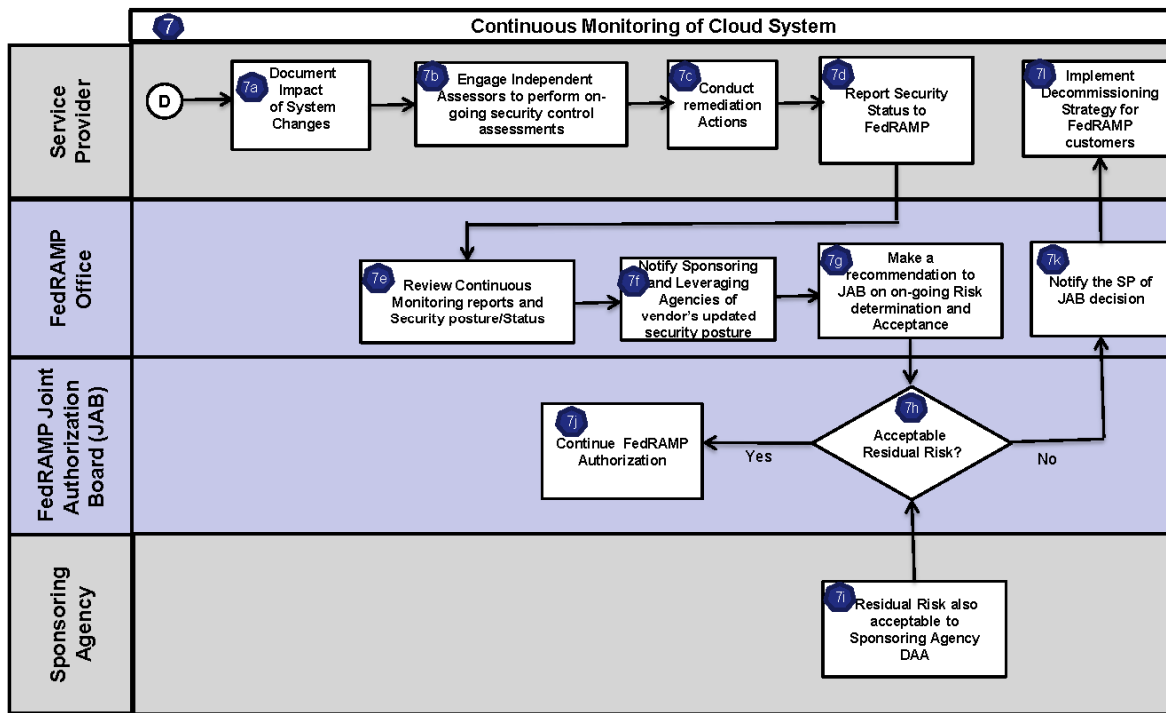 7
Continuous Monitoring of Cloud System
Service
Provider
D
7a
Document
Impact
of System
Changes
7b
Engage Independent
Assessors to perform on-
going security control
assessments
7c
Conduct
remediation
Actions
7d
Report Security
Status to
FedRAMP
7l
Implement
Decommissioning
Strategy for
FedRAMP
customers
FedRAMP
Office
7e
Review Continuous
Monitoring reports and
Security posture/Status
7f
Notify Sponsoring
and Leveraging
Agencies of
vendor's updated
security posture
7g
Make a
recommendation to
JAB on on-going Risk
determination and
Acceptance
7k
Notify the SP of
JAB decision
FedRAMP Joint
Authorization
Board (JAB)
7j
Continue FedRAMP
Authorization
Yes
7h
Acceptable
Residual Risk?
No
Sponsoring
Agency
7i
Residual Risk also
acceptable to
Sponsoring Agency
DAA